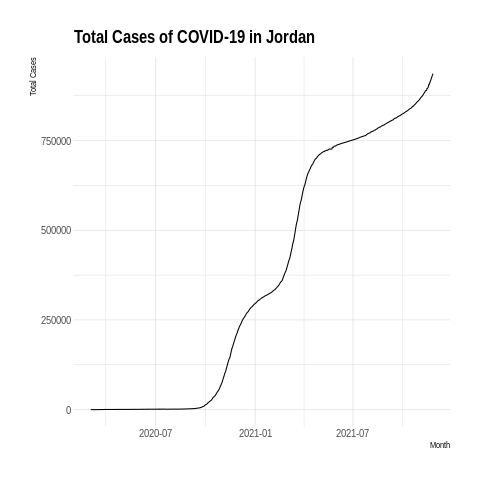 Total Cases of COVID-19 in Jordan
Total Cases
750000
500000
250000
0
2020-07 2021-01 2021-07
Month